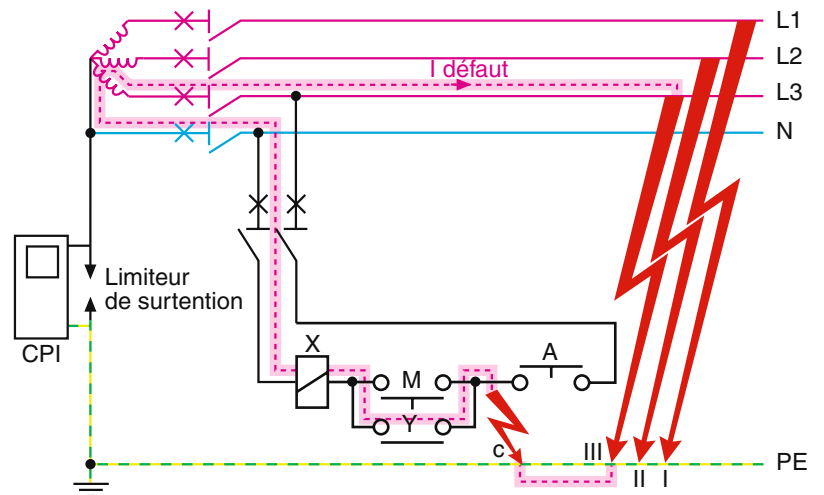 L1
L2
I défaut
L3
N
Limiteur
de surtention
CPI
X
M
A
Y
c
III
PE
II
I